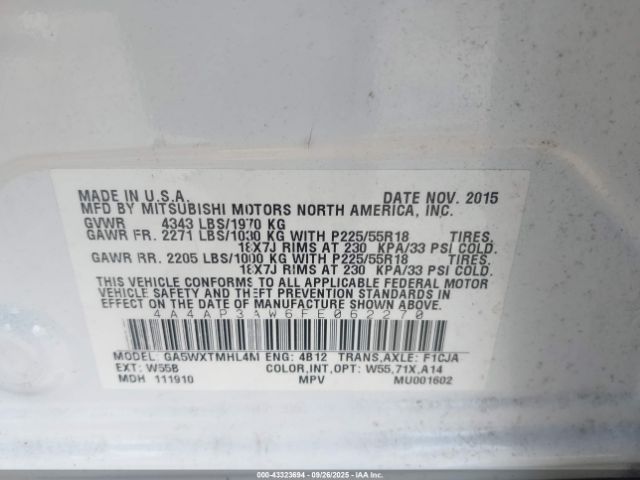 MADE IN U.S.A. DATE NOV. 2015
MFD BY MITSUBISHI MOTORS NORTH AMERICA, INC.
GVWR 4343 LBS/1970 KG
GAWR FR. 2271 LBS/1030 KG WITH P225/55R18 TIRES.
18X7J RIMS AT 230 KPA/33 PSI COLD.
GAWR RR. 2205 LBS/1000 KG WITH P225/55R18 TIRES.
18X7J RIMS AT 230 KPA/33 PSI COLD.
THIS VEHICLE CONFORMS TO ALL APPLICABLE FEDERAL MOTOR
VEHICLE SAFETY AND THEFT PREVENTION STANDARDS IN
EFFECT ON THE DATE OF MANUFACTURE SHOWN ABOVE.
4A4AP3AW6FE062270
MODEL: GA5WXTMHL4M ENG: 4B12 TRANS,AXLE: F1CJA
EXT: W55B COLOR,INT,OPT: W55,71X,A14
MDH 111910 MPV MU001602
000-43323694 - 09/26/2025 - IAA Inc.